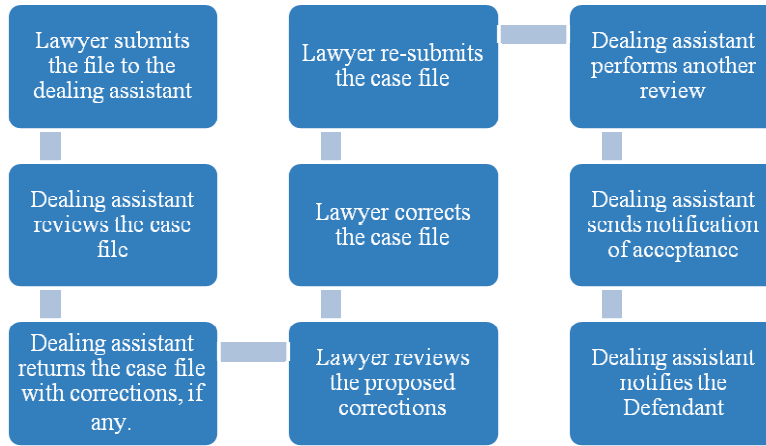 Lawyer submits
the file to the
dealing assistant
Dealing assistant
reviews the case
file
Dealing assistant
returns the case file
with corrections, if
any.
Lawyer reviews
the proposed
corrections
Lawyer corrects
the case file
Lawyer re-submits
the case file
Dealing assistant
performs another
review
Dealing assistant
sends notification
of acceptance
Dealing assistant
notifies the
Defendant